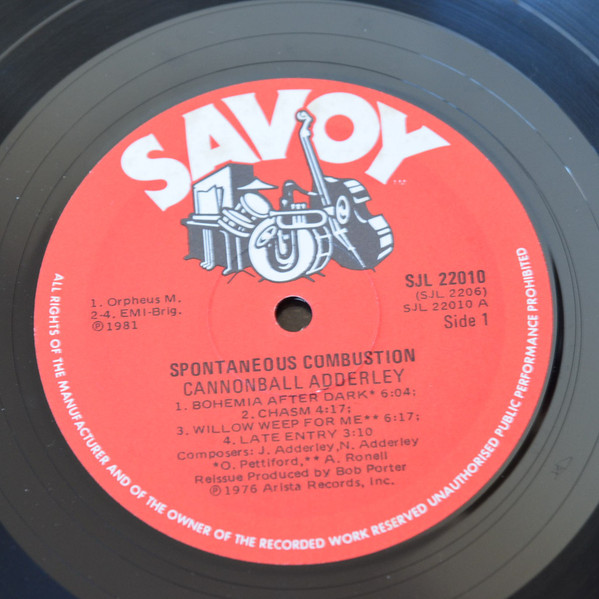 SAVOY
TM
1. Orpheus M.
2-4. EMI-Brig.
℗1981
SJL 22010
(SJL 2206)
SJL 22010 A
Side 1
SPONTANEOUS COMBUSTION
CANNONBALL ADDERLEY
1. BOHEMIA AFTER DARK* 6:04;
2. CHASM 4:17;
3. WILLOW WEEP FOR ME** 6:17;
4. LATE ENTRY 3:10
Composers: J. Adderley, N. Adderley
*O. Pettiford, ** A. Ronell
Reissue Produced by Bob Porter
℗ 1976 Arista Records, Inc.
ALL RIGHTS OF THE MANUFACTURER AND OF THE OWNER OF THE RECORDED WORK RESERVED UNAUTHORISED PUBLIC PERFORMANCE PROHIBITED